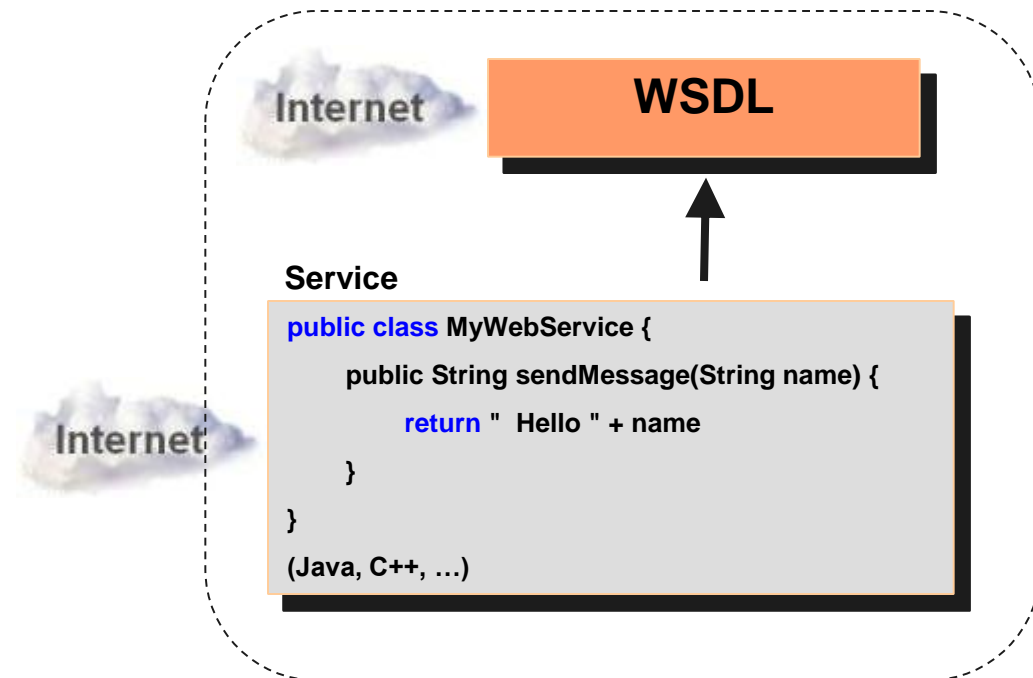 Internet
WSDL
Service
public class MyWebService {
public String sendMessage(String name) {
return "  Hello " + name
}
}
(Java, C++, …)
Internet